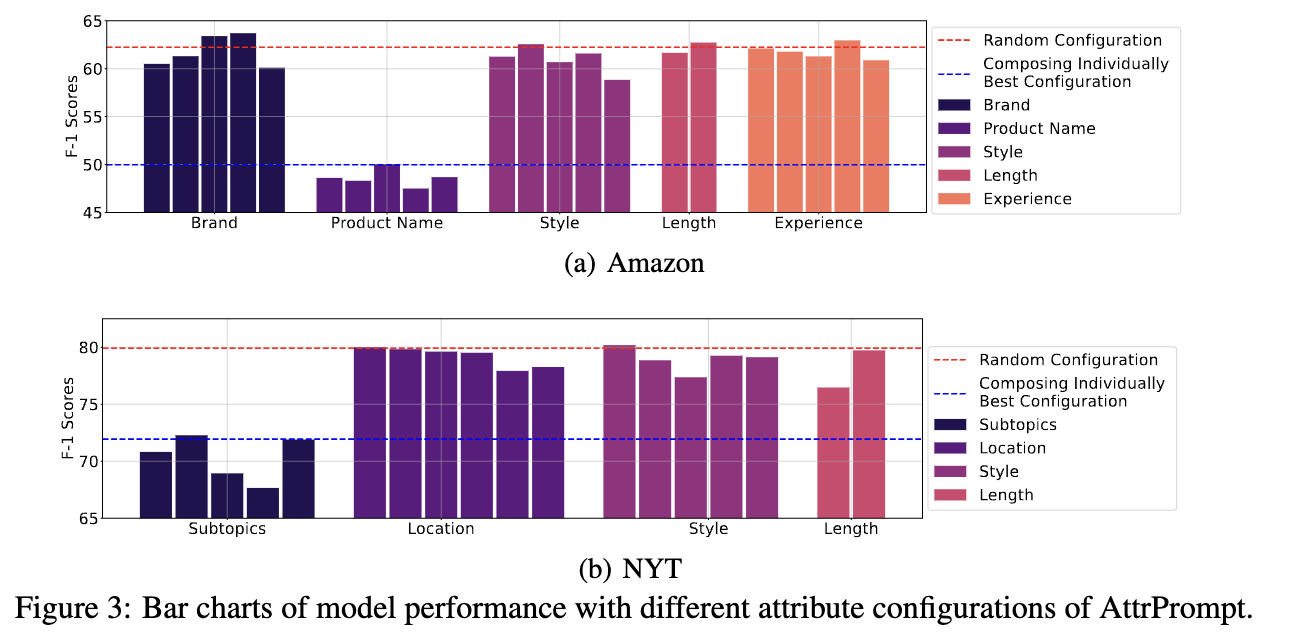 65
60
55
50
45
F-1 Scores
Brand
Product Name
Style
Length
Experience
Random Configuration
Composing Individually
Best Configuration
Brand
Product Name
Style
Length
Experience
(a) Amazon
80
75
70
65
F-1 Scores
Subtopics
Location
Style
Length
Random Configuration
Composing Individually
Best Configuration
Subtopics
Location
Style
Length
(b) NYT
Figure 3: Bar charts of model performance with different attribute configurations of AttrPrompt.